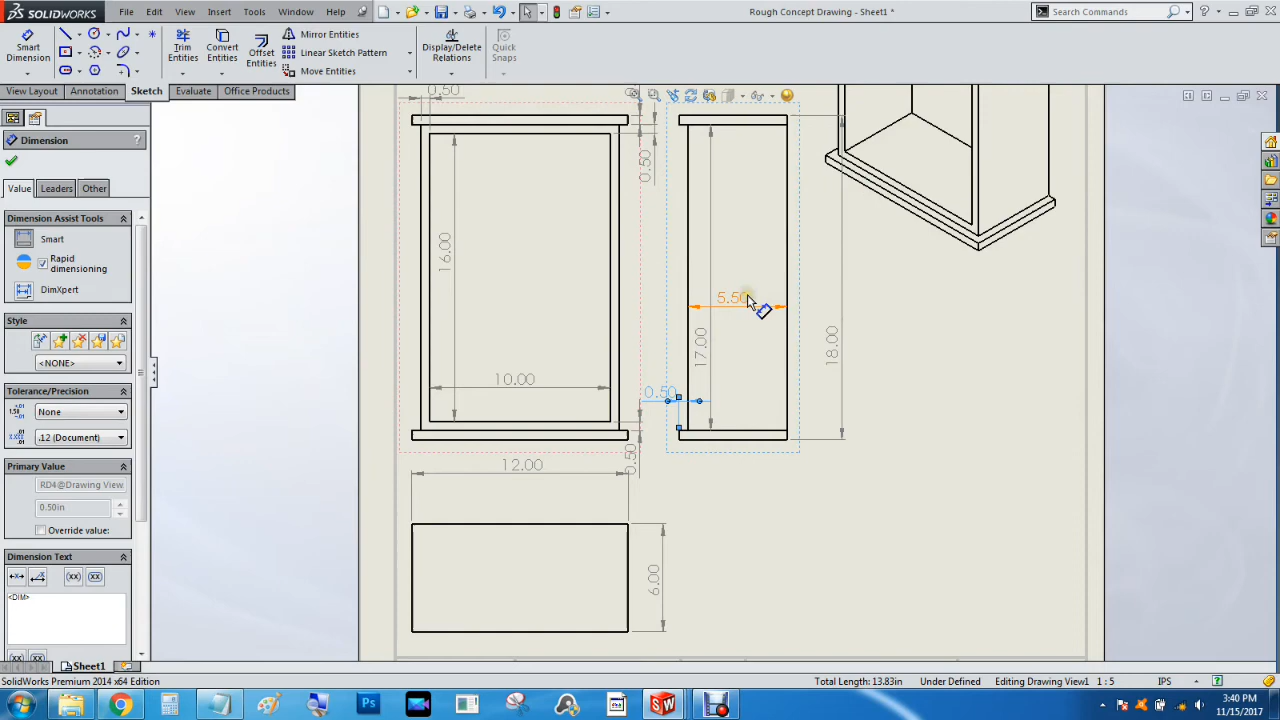 SOLIDWORKS
File
Edit
View
Insert
Tools
Window
Help
Rough Concept Drawing - Sheet1 *
Search Commands
Smart
Dimension
Trim
Entities
Convert
Entities
Offset
Entities
Mirror Entities
Linear Sketch Pattern
Move Entities
Display/Delete
Relations
Quick
Snaps
View Layout
Annotation
Sketch
Evaluate
Office Products
Dimension
?
Value
Leaders
Other
Dimension Assist Tools
Smart
Rapid
dimensioning
DimXpert
Style
<NONE>
Tolerance/Precision
None
.12 (Document)
Primary Value
RD4@Drawing View
0.50in
Override value:
Dimension Text
(xx)
(xx)
<DIM>
0.50
0.50
16.00
10.00
0.50
12.00
6.00
5.50
17.00
18.00
0.50
Sheet1
SolidWorks Premium 2014 x64 Edition
Total Length: 13.83in
Under Defined
Editing Drawing View1
1 : 5
IPS
Ps
SW
3:40 PM
11/15/2017